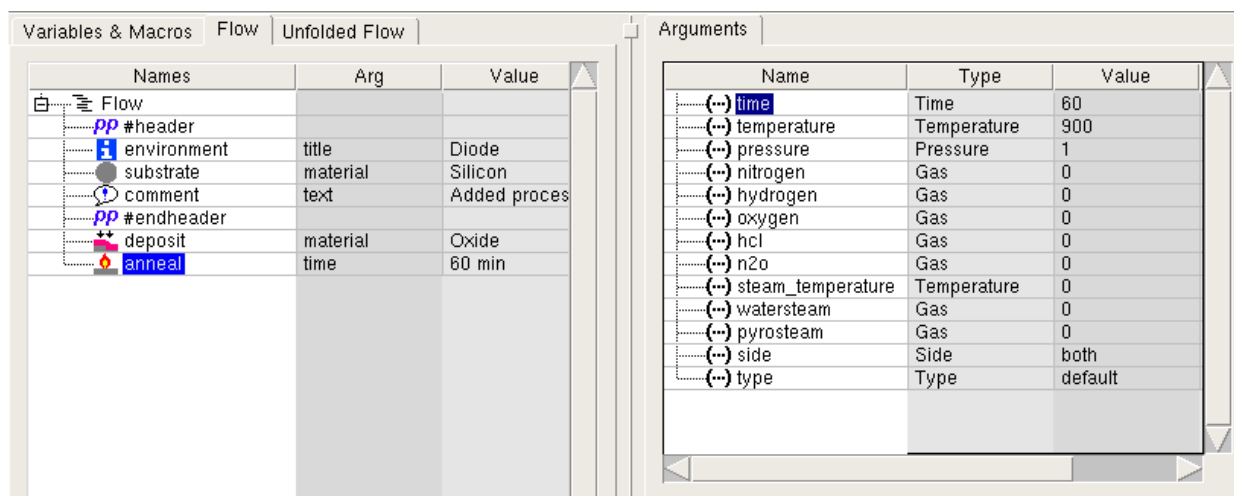 Variables & Macros Flow Unfolded Flow
Names Arg Value
Flow
pp #header
environment title Diode
substrate material Silicon
comment text Added proces
pp #endheader
deposit material Oxide
anneal time 60 min
Arguments
Name Type Value
(···) time Time 60
(···) temperature Temperature 900
(···) pressure Pressure 1
(···) nitrogen Gas 0
(···) hydrogen Gas 0
(···) oxygen Gas 0
(···) hcl Gas 0
(···) n2o Gas 0
(···) steam_temperature Temperature 0
(···) watersteam Gas 0
(···) pyrosteam Gas 0
(···) side Side both
(···) type Type default